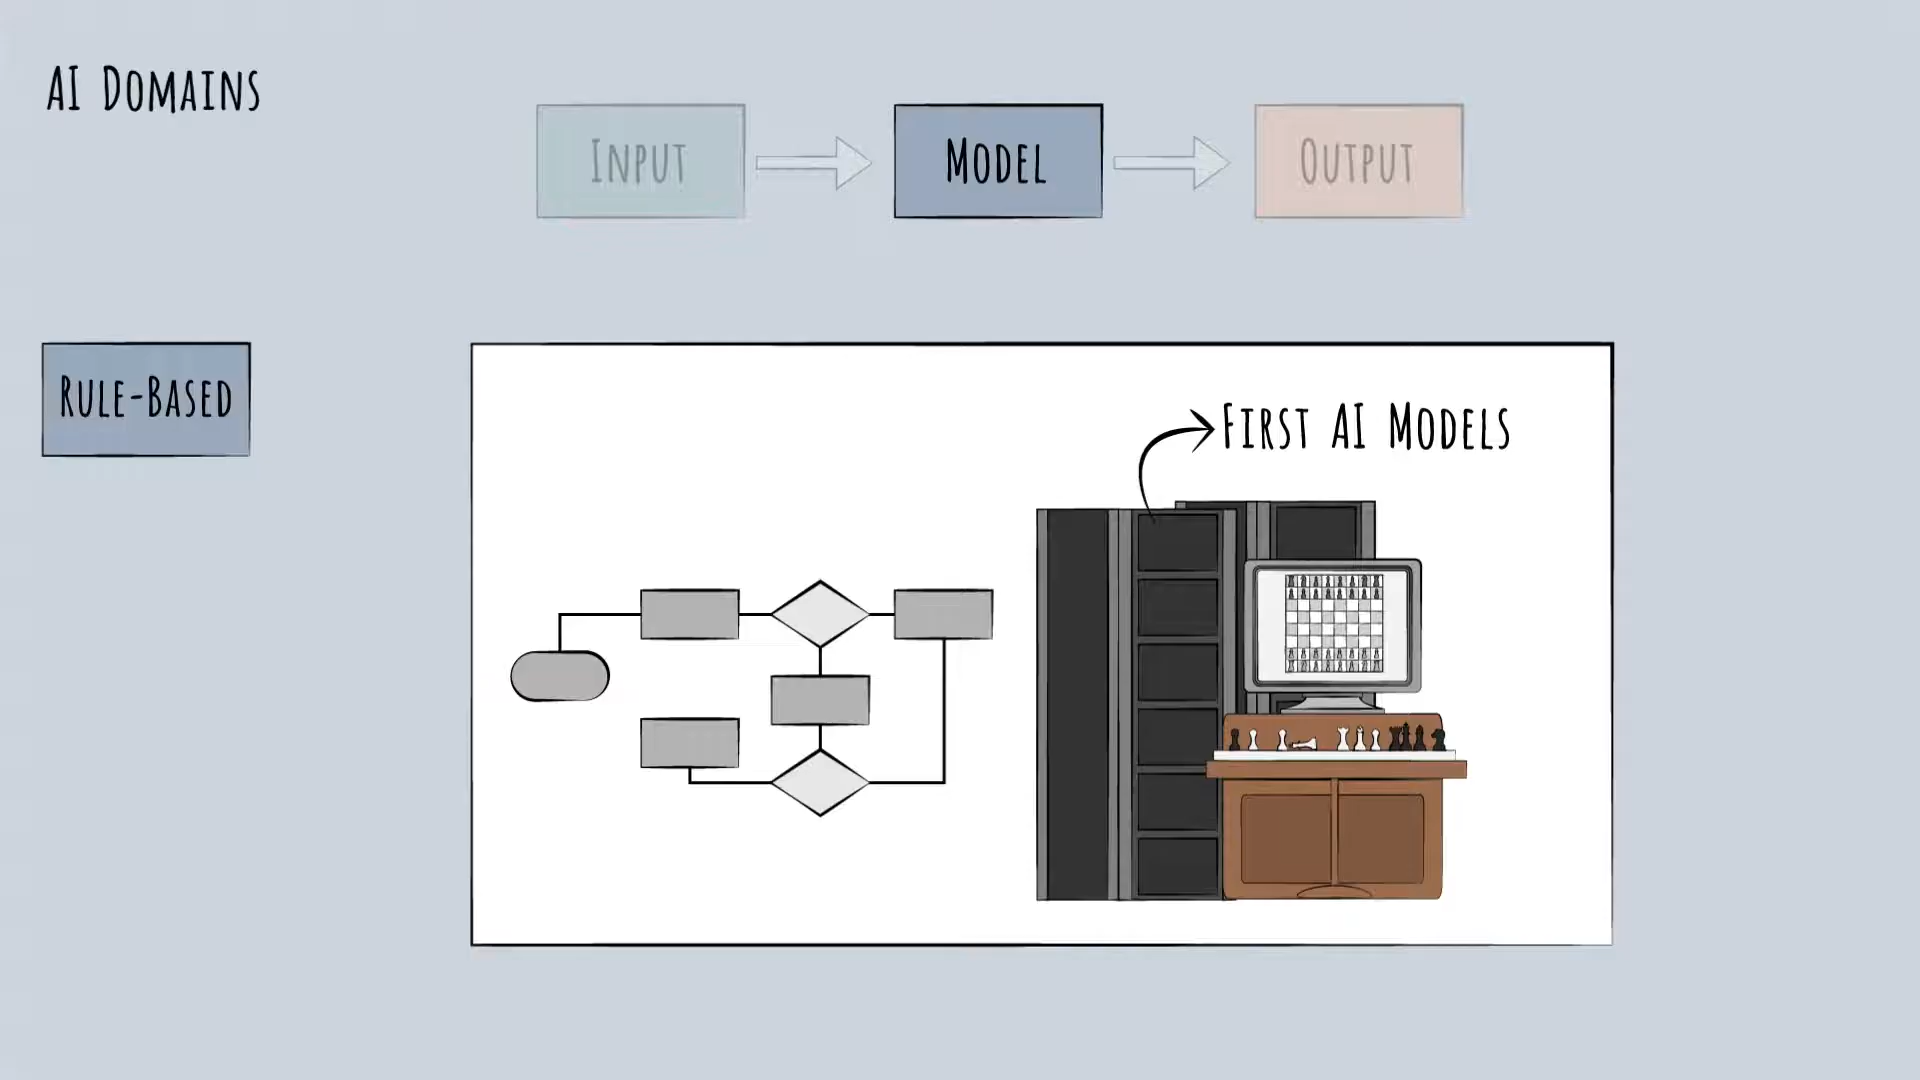 AI Domains
Input
Model
Output
Rule-Based
First AI Models